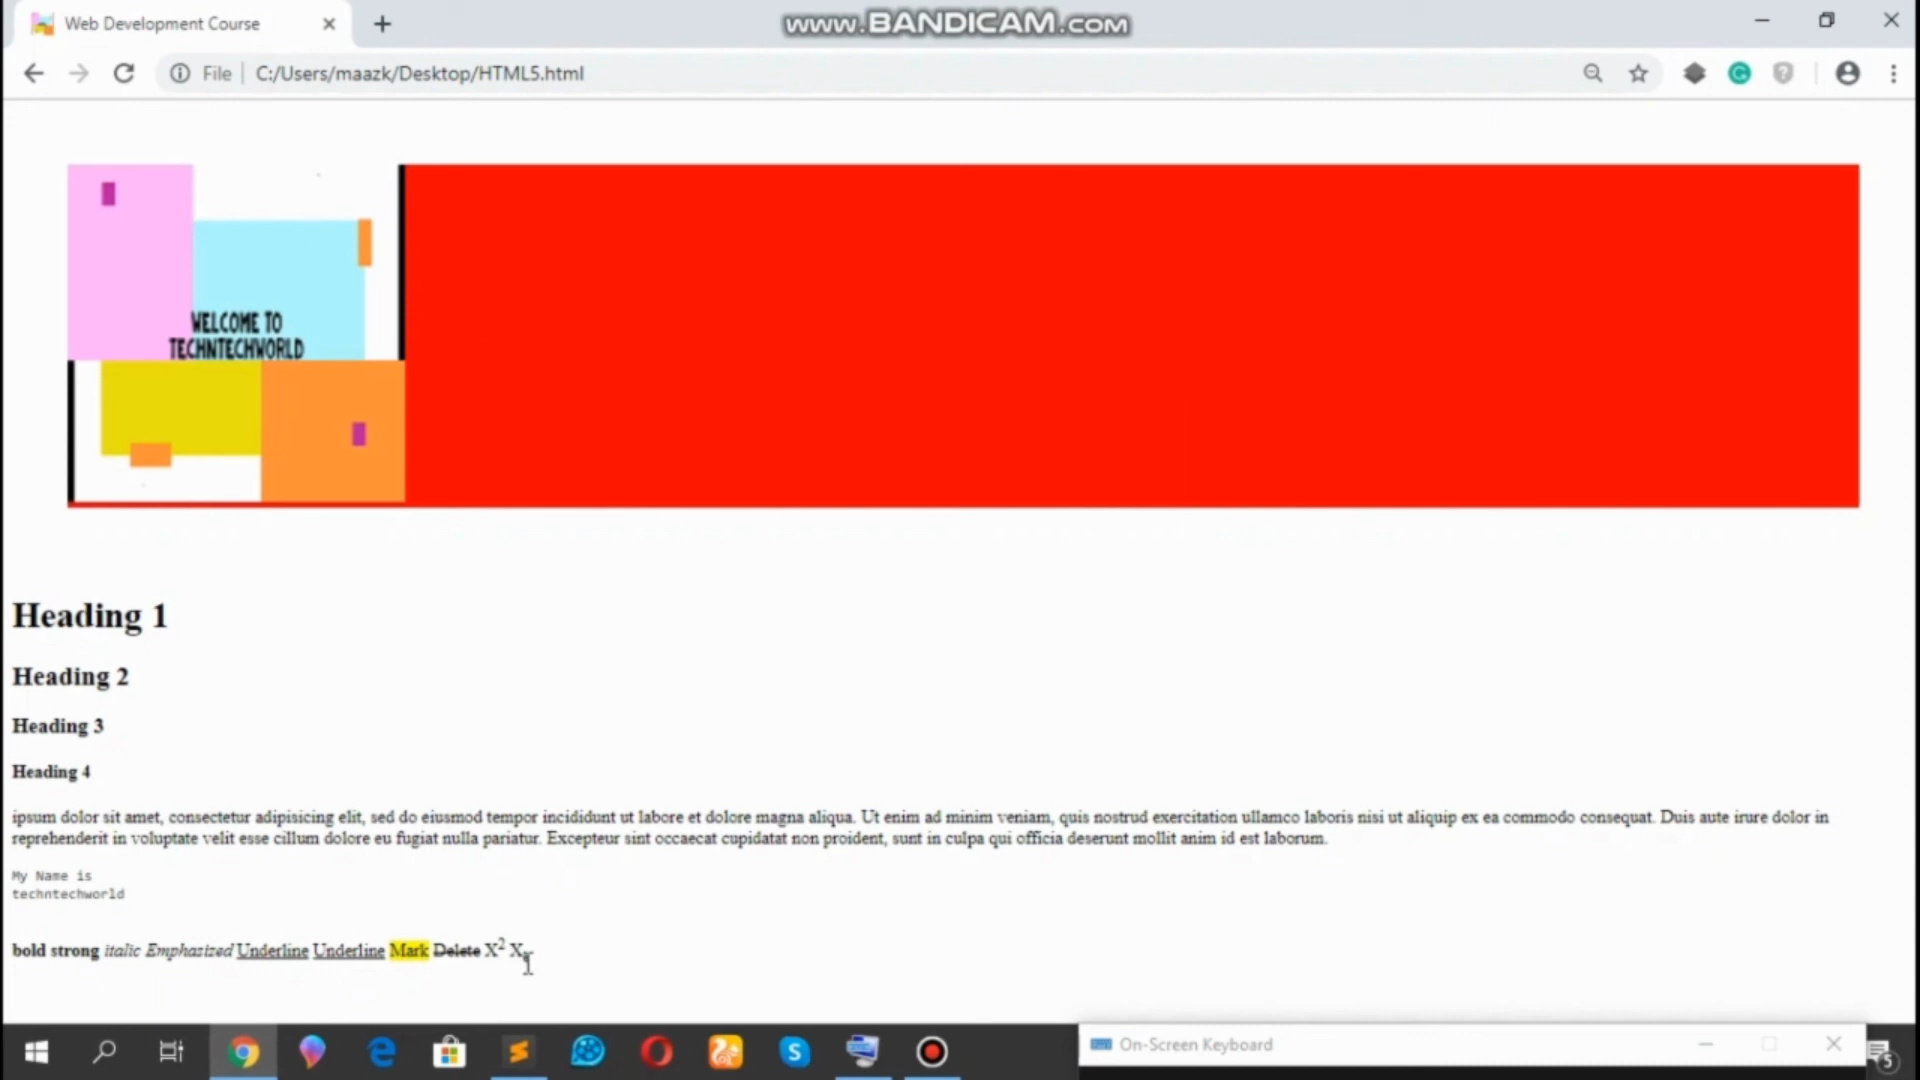 Web Development Course
www.BANDICAM.com
File
C:/Users/maazk/Desktop/HTML5.html
WELCOME TO
TECHNTECHWORLD
Heading 1
Heading 2
Heading 3
Heading 4
ipsum dolor sit amet, consectetur adipisicing elit, sed do eiusmod tempor incididunt ut labore et dolore magna aliqua. Ut enim ad minim veniam, quis nostrud exercitation ullamco laboris nisi ut aliquip ex ea commodo consequat. Duis aute irure dolor in
reprehenderit in voluptate velit esse cillum dolore eu fugiat nulla pariatur. Excepteur sint occaecat cupidatat non proident, sunt in culpa qui officia deserunt mollit anim id est laborum.
My Name is
techntechworld
bold strong italic Emphasized Underline Underline Mark Delete X² X
On-Screen Keyboard
5